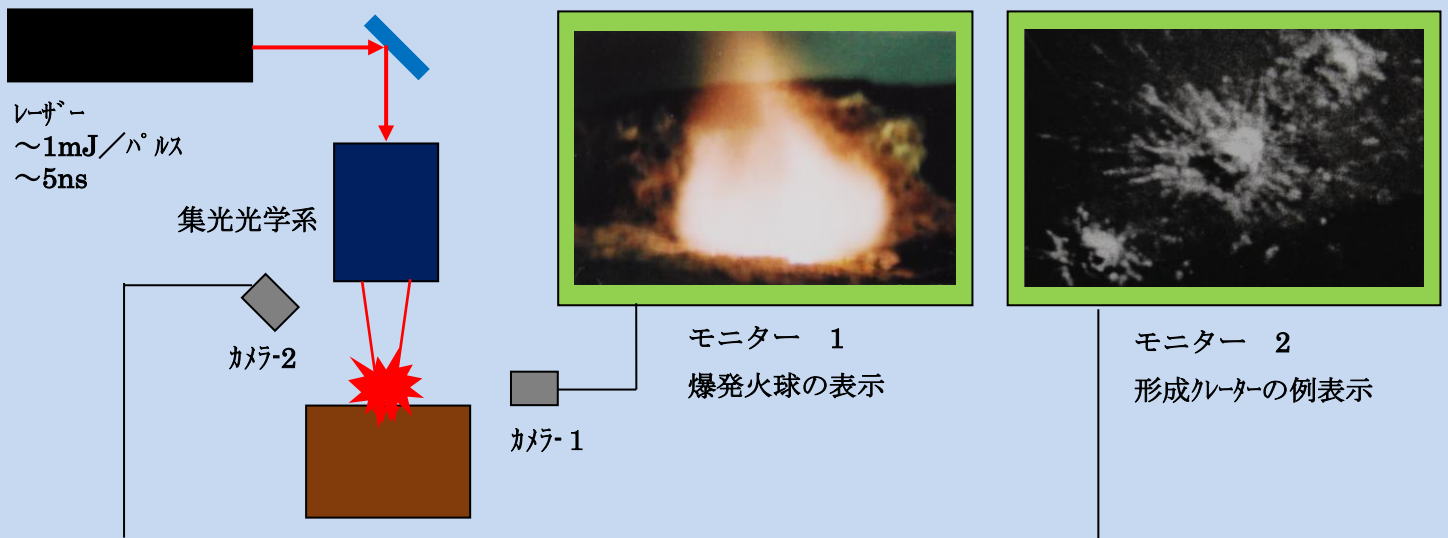 ﾚｰｻﾞｰ
～1mJ／ﾊﾟﾙｽ
～5ns
集光光学系
ｶﾒﾗ-2
ｶﾒﾗ-１
モニター　1
爆発火球の表示
モニター　2
形成ｸﾚｰﾀｰの例表示